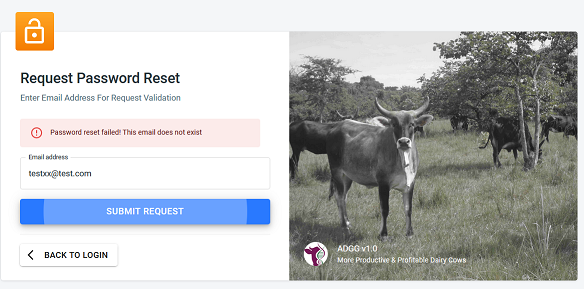 Request Password Reset
Enter Email Address For Request Validation
Password reset failed! This email does not exist
Email address
testxx@test.com
SUBMIT REQUEST
BACK TO LOGIN
ADGG v1.0
More Productive & Profitable Dairy Cows